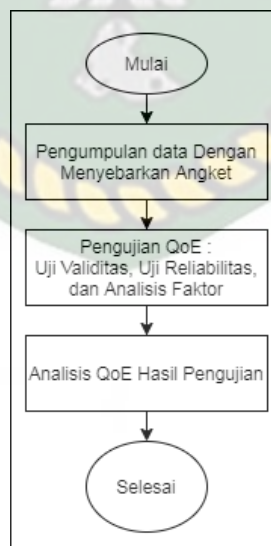 Mulai
Pengumpulan data Dengan
Menyebarkan Angket
Pengujian QoE :
Uji Validitas, Uji Reliabilitas,
dan Analisis Faktor
Analisis QoE Hasil Pengujian
Selesai